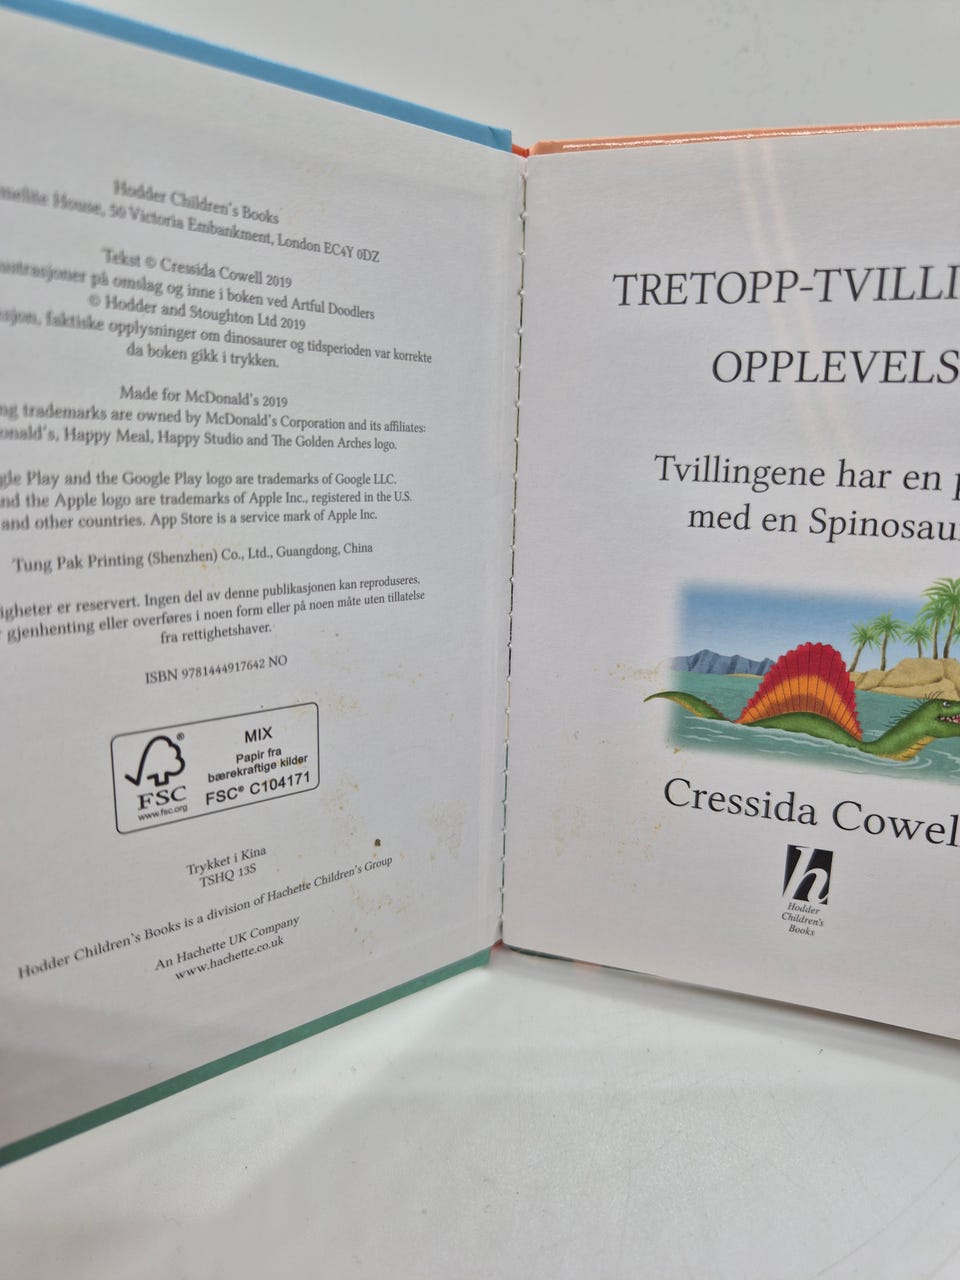 Hodder Children's Books
House, 50 Victoria Embankment, London EC4Y 0DZ
Tekst © Cressida Cowell 2019
på omslag og inne i boken ved Artful Doodlers
© Hodder and Stoughton Ltd 2019
faktiske opplysninger om dinosaurer og tidsperioden var korrekte
da boken gikk i trykken.
Made for McDonald's 2019
trademarks are owned by McDonald's Corporation and its affiliates:
Happy Meal, Happy Studio and The Golden Arches logo.
Play and the Google Play logo are trademarks of Google LLC.
and the Apple logo are trademarks of Apple Inc., registered in the U.S.
and other countries. App Store is a service mark of Apple Inc.
Tung Pak Printing (Shenzhen) Co., Ltd., Guangdong, China
er reservert. Ingen del av denne publikasjonen kan reproduseres,
gjenhenting eller overføres i noen form eller på noen måte uten tillatelse
fra rettighetshaver.
ISBN 9781444917642 NO
FSC
®
www.fsc.org
MIX
Papir fra
bærekraftige kilder
FSC® C104171
Trykket i Kina
TSHQ 13S
Hodder Children's Books is a division of Hachette Children's Group
An Hachette UK Company
www.hachette.co.uk
TRETOPP-TVILLI
OPPLEVELS
Tvillingene har en p
med en Spinosau
Cressida Cowel
h
Hodder
Children's
Books